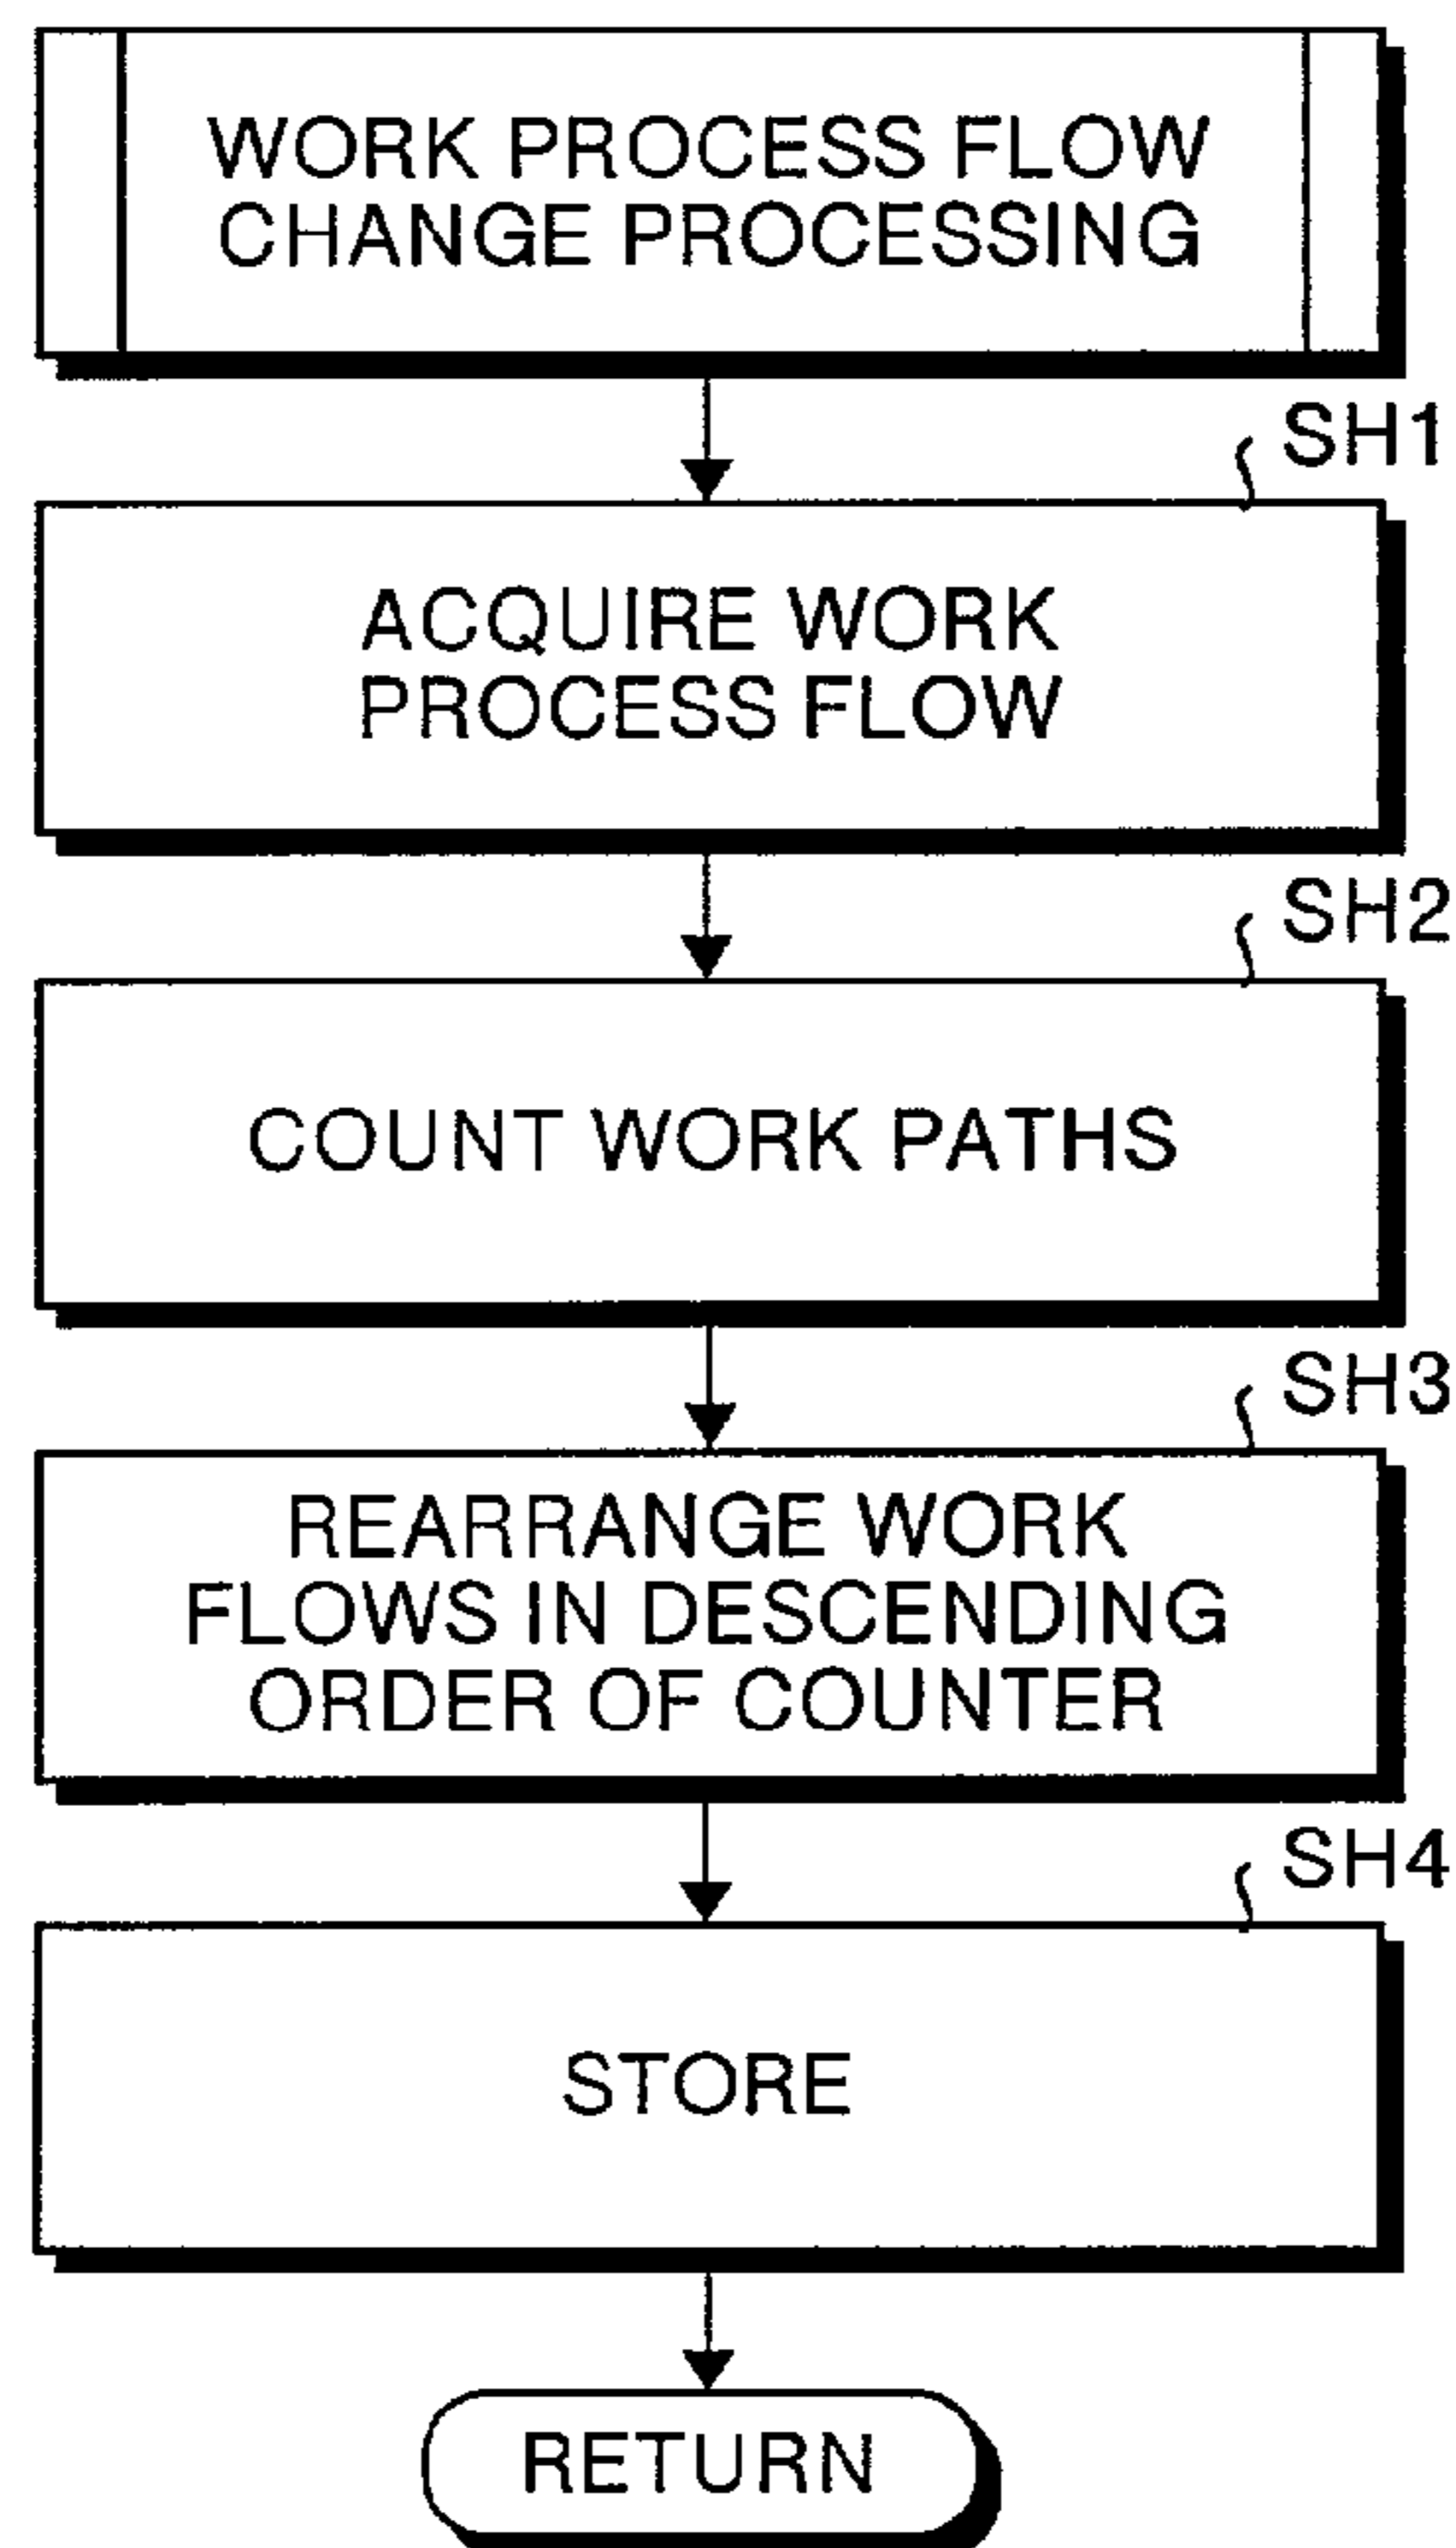 WORK PROCESS FLOW
CHANGE PROCESSING
SH1
ACQUIRE WORK
PROCESS FLOW
SH2
COUNT WORK PATHS
SH3
REARRANGE WORK
FLOWS IN DESCENDING
ORDER OF COUNTER
SH4
STORE
RETURN